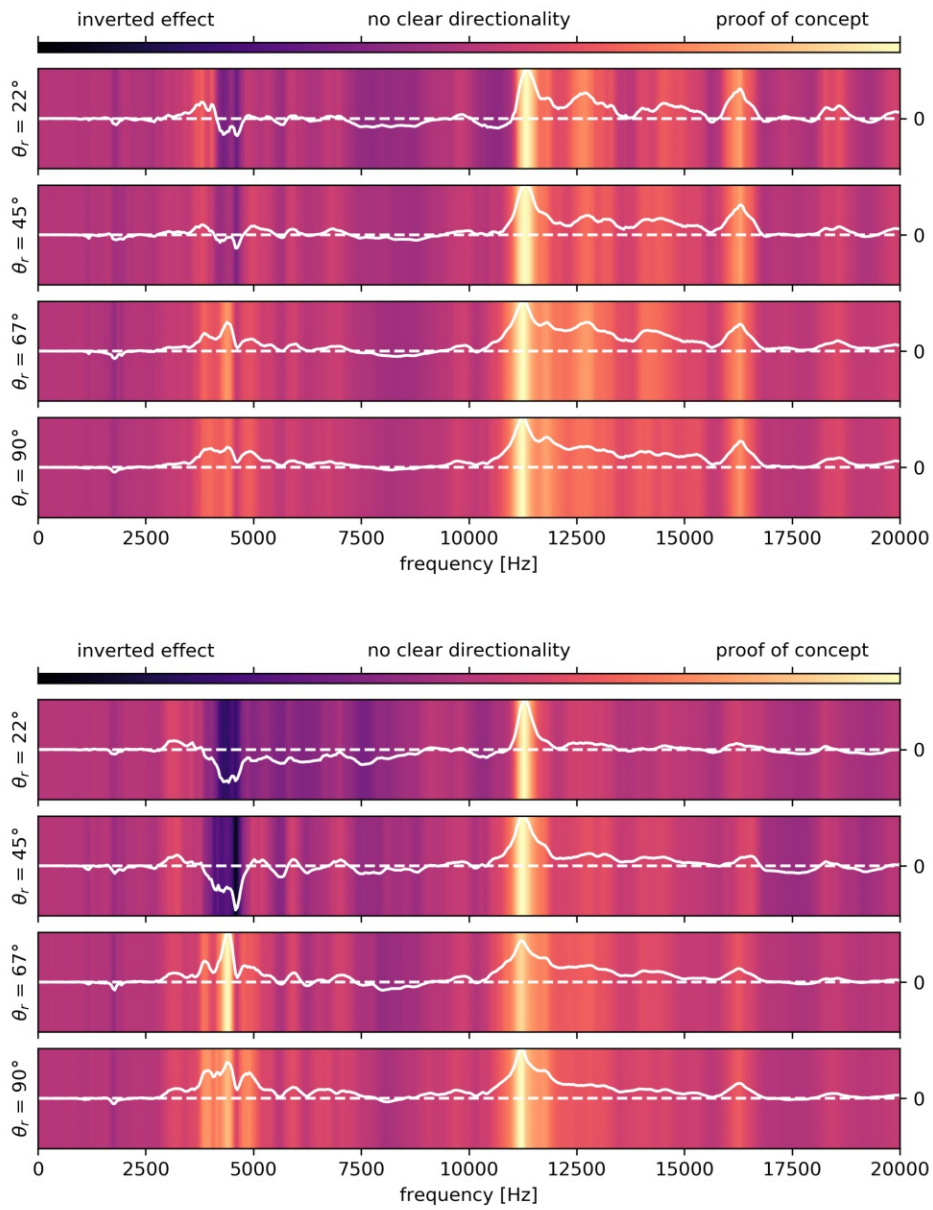 inverted effect no clear directionality proof of concept
θr = 22° 0
θr = 45° 0
θr = 67° 0
θr = 90° 0
0 2500 5000 7500 10000 12500 15000 17500 20000
frequency [Hz]
inverted effect no clear directionality proof of concept
θr = 22° 0
θr = 45° 0
θr = 67° 0
θr = 90° 0
0 2500 5000 7500 10000 12500 15000 17500 20000
frequency [Hz]